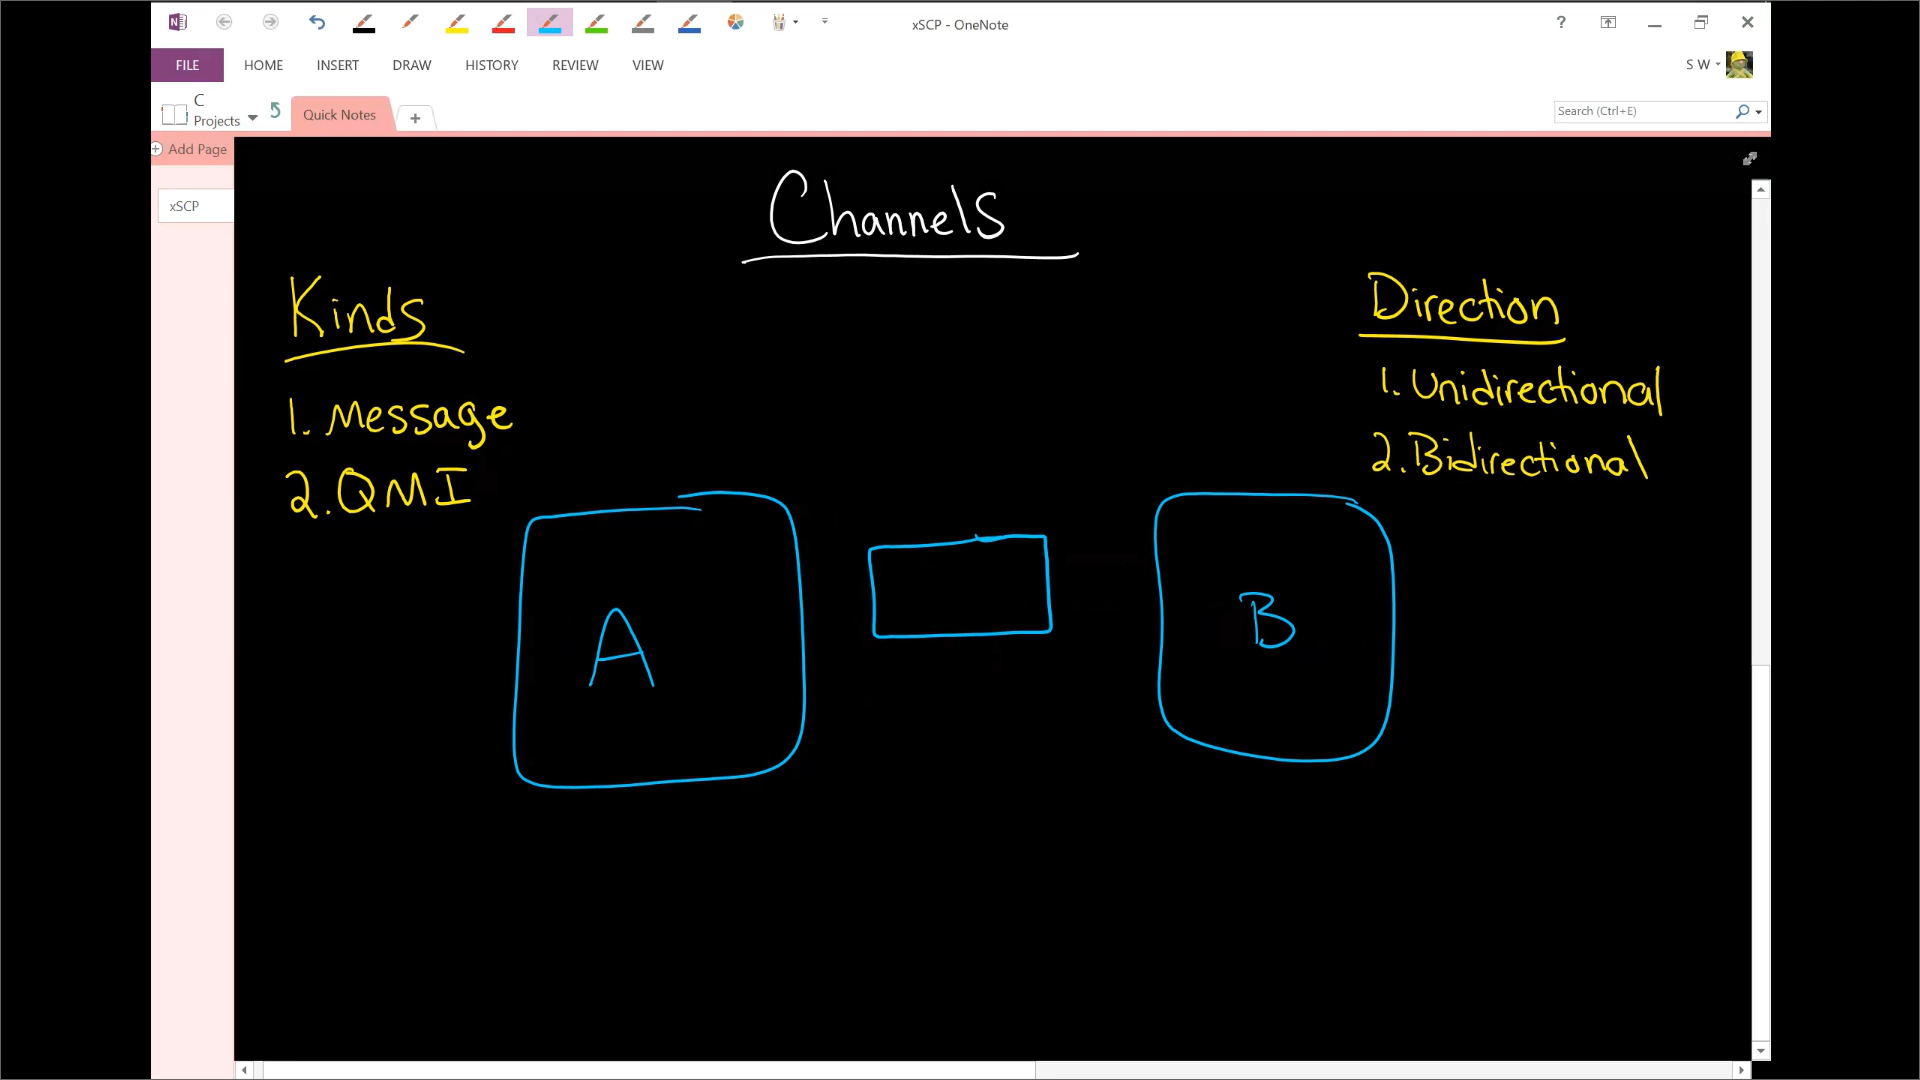 xSCP - OneNote
?
FILE HOME INSERT DRAW HISTORY REVIEW VIEW
S W
C
Projects
Quick Notes
+
Search (Ctrl+E)
Add Page
xSCP
Channels
Kinds
1. Message
2. QMI
Direction
1. Unidirectional
2. Bidirectional
A
B